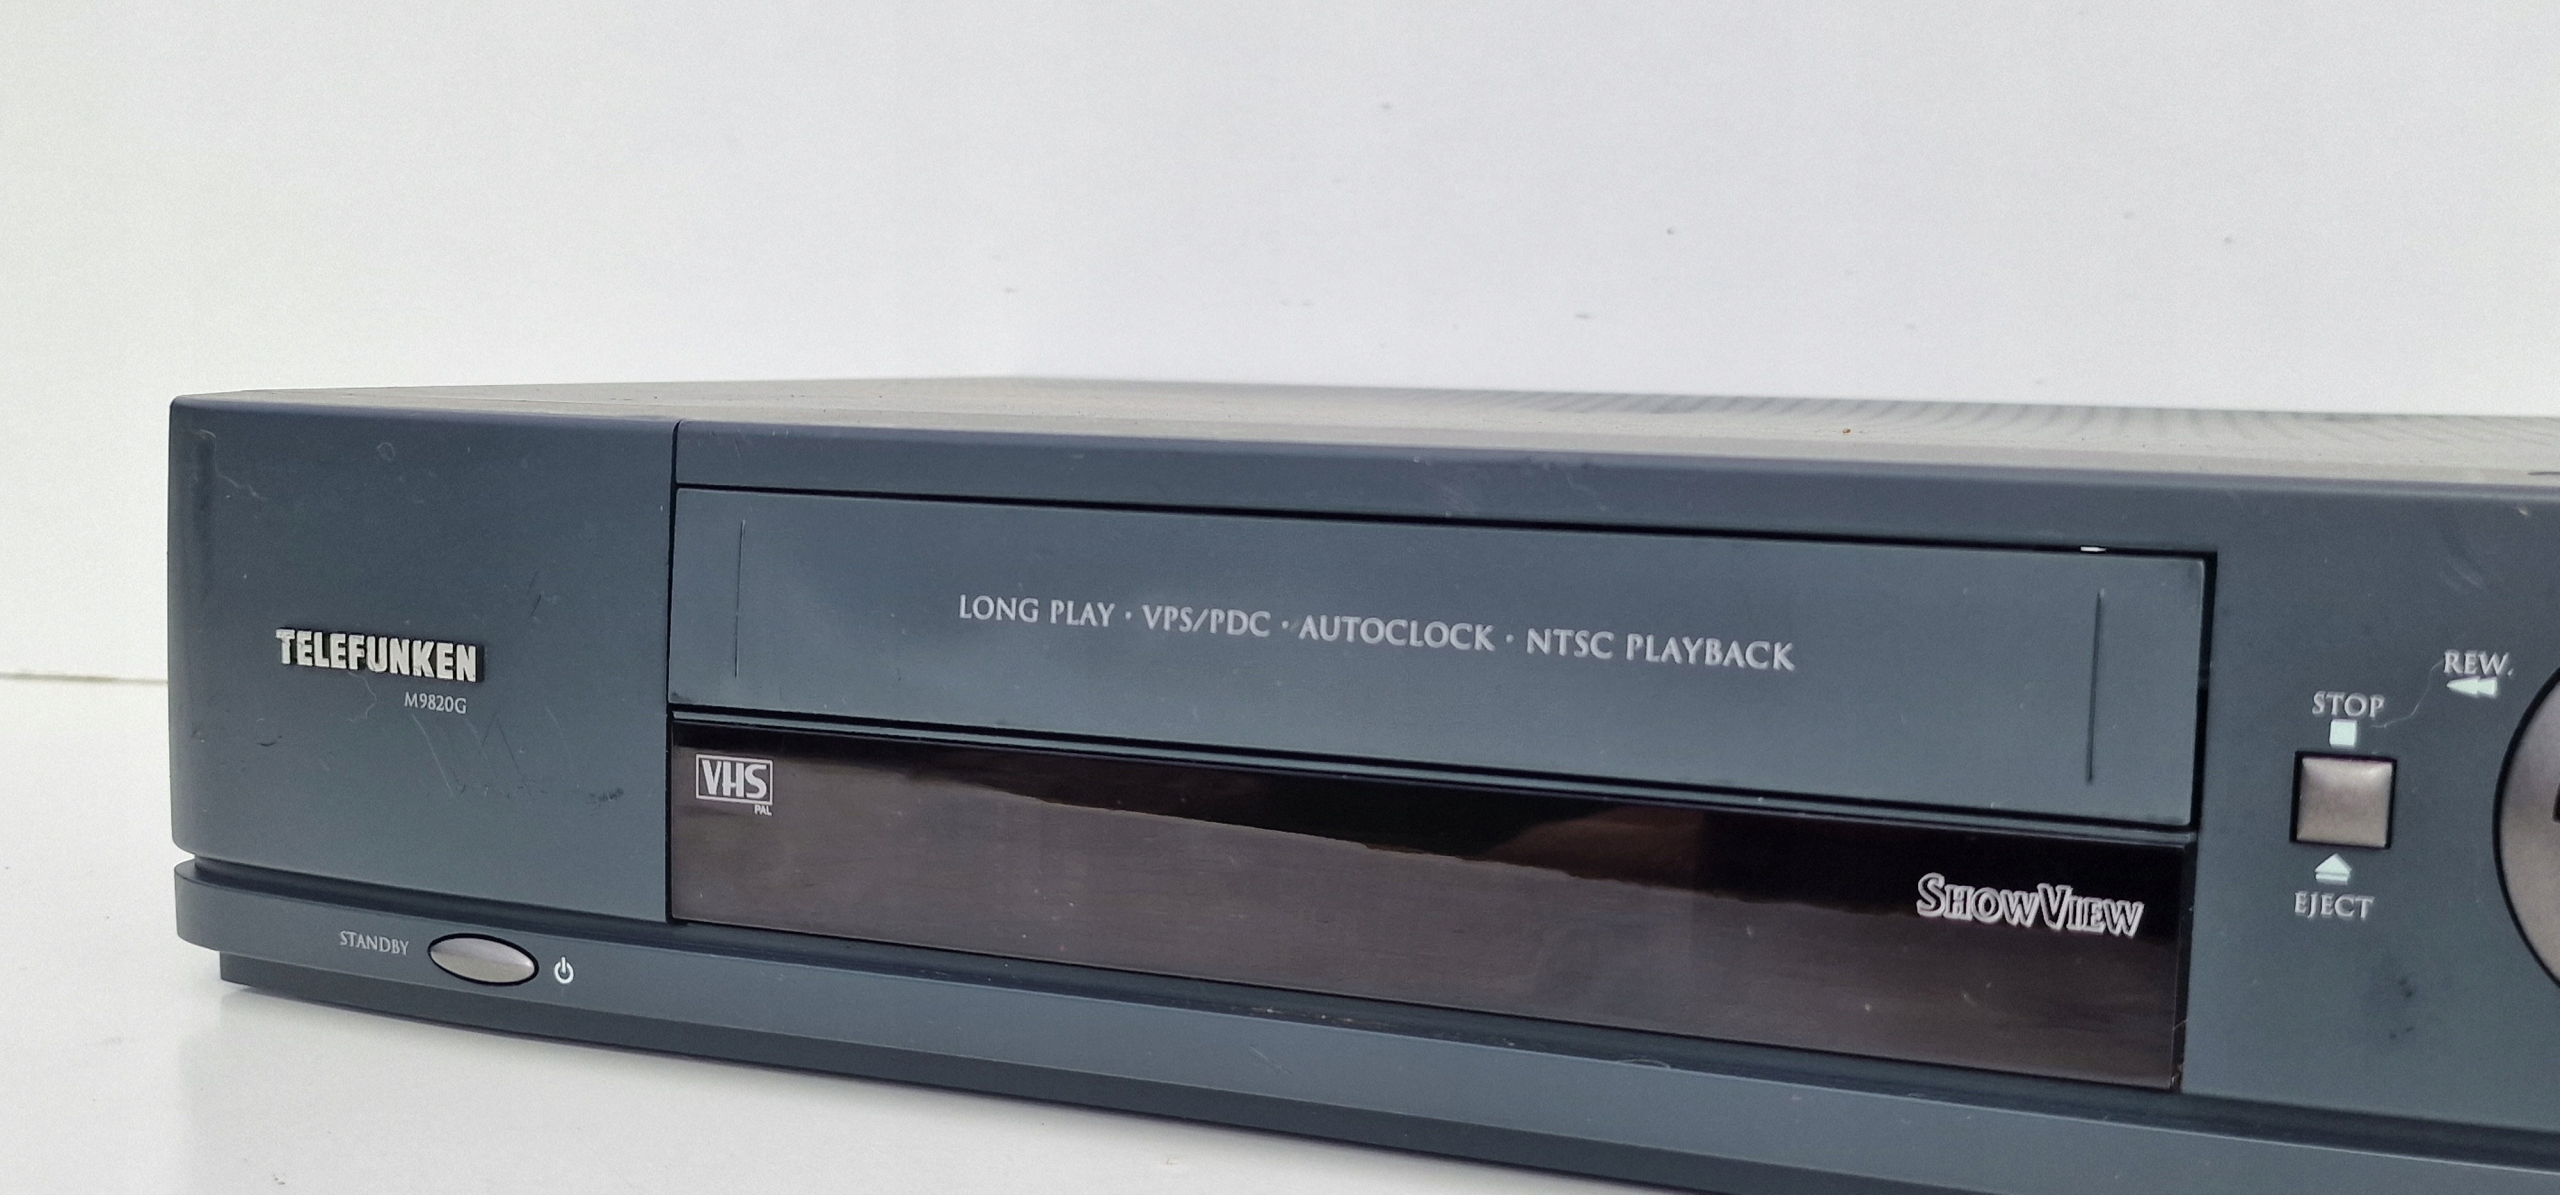 TELEFUNKEN
M9820G
LONG PLAY · VPS/PDC · AUTOCLOCK · NTSC PLAYBACK
VHS
PAL
SHOWVIEW
STANDBY
STOP
EJECT
REW.